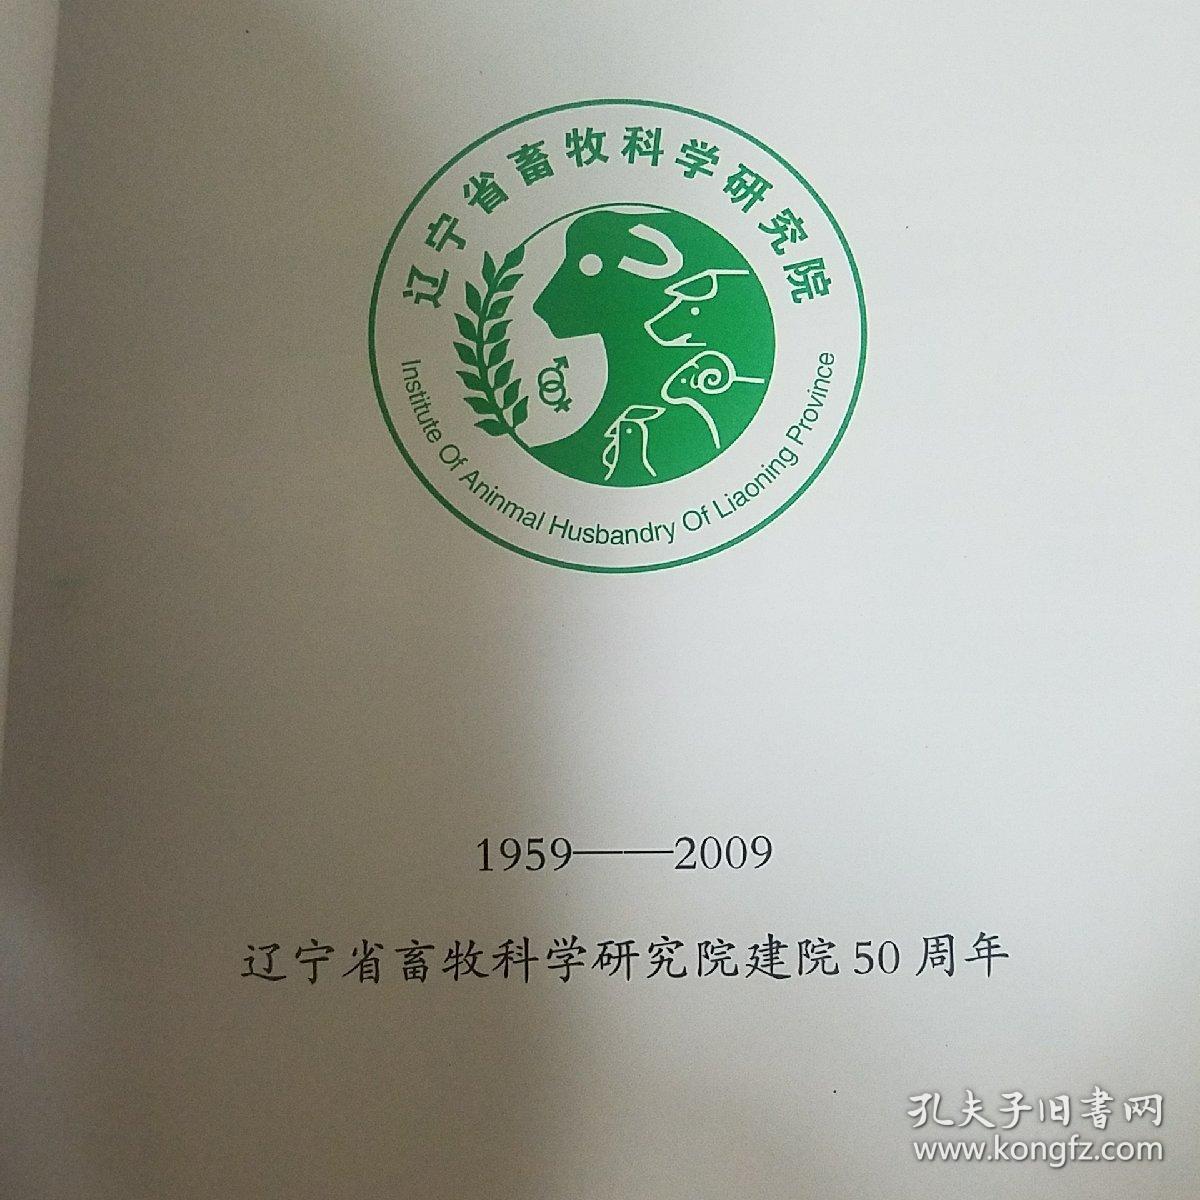 辽宁省畜牧科学研究院
Institute Of Aninmal Husbandry Of Liaoning Province
1959——2009
辽宁省畜牧科学研究院建院50周年
孔夫子旧书网
www.kongfz.com